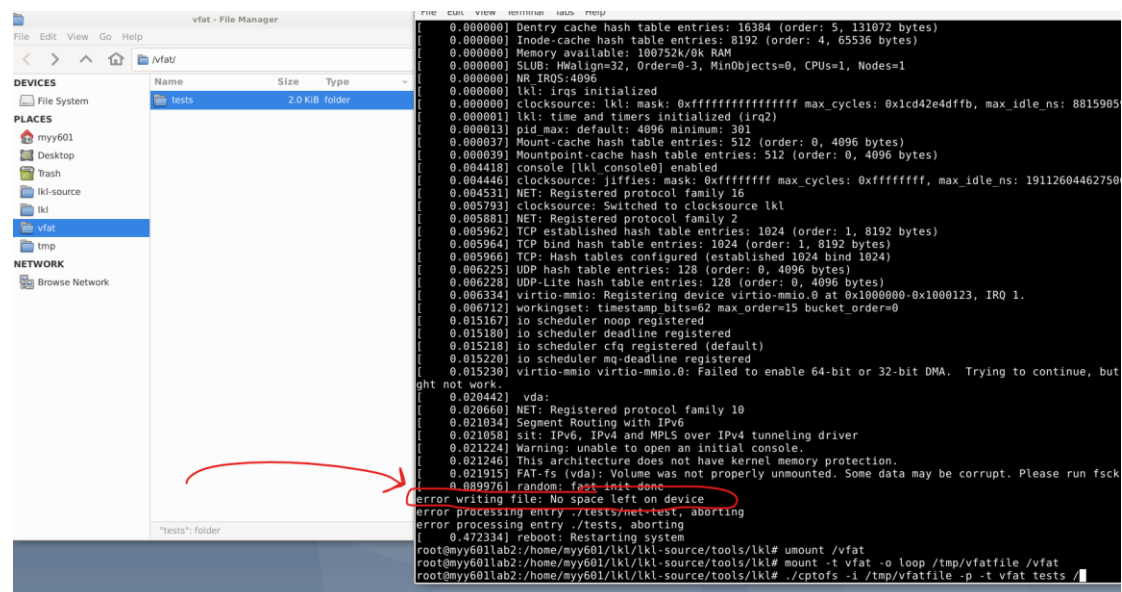 vfat - File Manager
File Edit View Go Help
/vfat/
DEVICES
File System
PLACES
myy601
Desktop
Trash
lkl-source
lkl
vfat
tmp
NETWORK
Browse Network
Name Size Type
tests 2.0 KiB folder
"tests": folder
File Edit View Terminal Tabs Help
[ 0.000000] Dentry cache hash table entries: 16384 (order: 5, 131072 bytes)
[ 0.000000] Inode-cache hash table entries: 8192 (order: 4, 65536 bytes)
[ 0.000000] Memory available: 100752k/0k RAM
[ 0.000000] SLUB: HWalign=32, Order=0-3, MinObjects=0, CPUs=1, Nodes=1
[ 0.000000] NR_IRQS:4096
[ 0.000000] lkl: irqs initialized
[ 0.000000] clocksource: lkl: mask: 0xffffffffffffffff max_cycles: 0x1cd42e4dffb, max_idle_ns: 8815905
[ 0.000001] lkl: time and timers initialized (irq2)
[ 0.000013] pid_max: default: 4096 minimum: 301
[ 0.000037] Mount-cache hash table entries: 512 (order: 0, 4096 bytes)
[ 0.000039] Mountpoint-cache hash table entries: 512 (order: 0, 4096 bytes)
[ 0.004418] console [lkl_console0] enabled
[ 0.004446] clocksource: jiffies: mask: 0xffffffff max_cycles: 0xffffffff, max_idle_ns: 1911260446275000
[ 0.004531] NET: Registered protocol family 16
[ 0.005793] clocksource: Switched to clocksource lkl
[ 0.005881] NET: Registered protocol family 2
[ 0.005962] TCP established hash table entries: 1024 (order: 1, 8192 bytes)
[ 0.005964] TCP bind hash table entries: 1024 (order: 1, 8192 bytes)
[ 0.005966] TCP: Hash tables configured (established 1024 bind 1024)
[ 0.006225] UDP hash table entries: 128 (order: 0, 4096 bytes)
[ 0.006228] UDP-Lite hash table entries: 128 (order: 0, 4096 bytes)
[ 0.006334] virtio-mmio: Registering device virtio-mmio.0 at 0x1000000-0x1000123, IRQ 1.
[ 0.006712] workingset: timestamp_bits=62 max_order=15 bucket_order=0
[ 0.015167] io scheduler noop registered
[ 0.015180] io scheduler deadline registered
[ 0.015218] io scheduler cfq registered (default)
[ 0.015220] io scheduler mq-deadline registered
[ 0.015230] virtio-mmio virtio-mmio.0: Failed to enable 64-bit or 32-bit DMA. Trying to continue, but
ght not work.
[ 0.020442] vda:
[ 0.020660] NET: Registered protocol family 10
[ 0.021034] Segment Routing with IPv6
[ 0.021058] sit: IPv6, IPv4 and MPLS over IPv4 tunneling driver
[ 0.021224] Warning: unable to open an initial console.
[ 0.021246] This architecture does not have kernel memory protection.
[ 0.021915] FAT-fs (vda): Volume was not properly unmounted. Some data may be corrupt. Please run fsck
[ 0.089976] random: fast init done
error writing file: No space left on device
error processing entry ./tests/net-test, aborting
error processing entry ./tests, aborting
[ 0.472334] reboot: Restarting system
root@myy601lab2:/home/myy601/lkl/lkl-source/tools/lkl# umount /vfat
root@myy601lab2:/home/myy601/lkl/lkl-source/tools/lkl# mount -t vfat -o loop /tmp/vfatfile /vfat
root@myy601lab2:/home/myy601/lkl/lkl-source/tools/lkl# ./cptofs -i /tmp/vfatfile -p -t vfat tests /